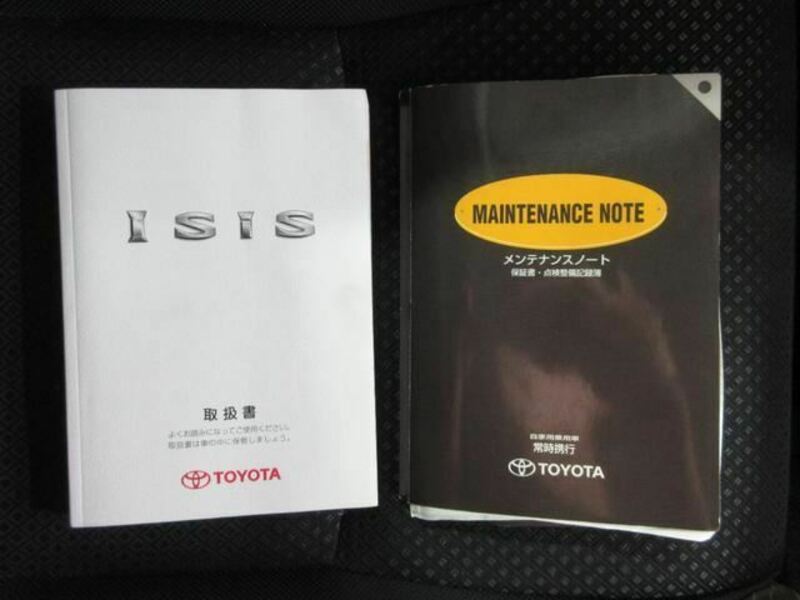 ISIS
取扱書
よくお読みになってご使用ください。
取扱書は車の中に保管しましょう。
TOYOTA
MAINTENANCE NOTE
メンテナンスノート
保証書・点検整備記録簿
自家用乗用車
常時携行
TOYOTA